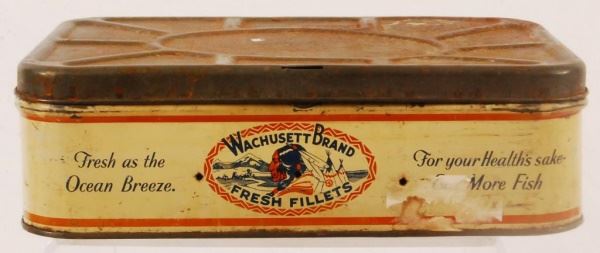 Fresh as the
Ocean Breeze.
WACHUSETT BRAND
FRESH FILLETS
For your Health's sake-
More Fish